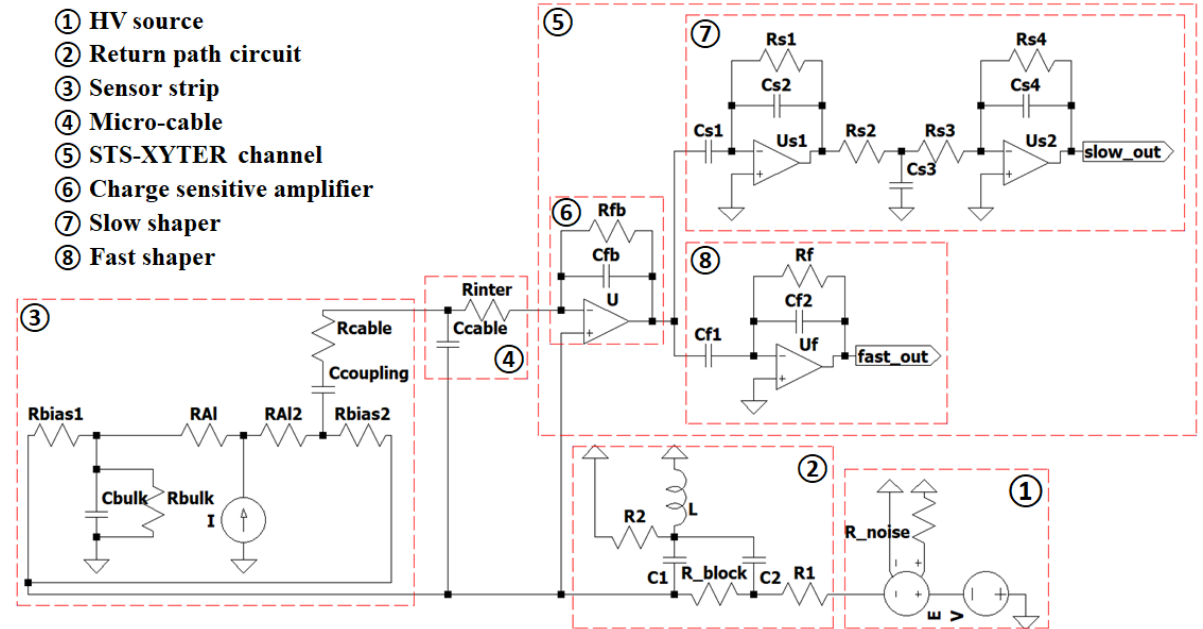 ① HV source
② Return path circuit
③ Sensor strip
④ Micro-cable
⑤ STS-XYTER channel
⑥ Charge sensitive amplifier
⑦ Slow shaper
⑧ Fast shaper
⑤
⑦
Rs1
Cs2
Cs1
Us1
Rs2
Cs3
Rs3
Rs4
Cs4
Us2
slow_out
⑥
Rfb
Cfb
U
⑧
Rf
Cf2
Cf1
Uf
fast_out
③
Rcable
Ccoupling
Rbias1
RAl
RAl2
Rbias2
Cbulk
Rbulk
I
Rinter
Ccable
④
②
L
R2
C1
R_block
C2
R1
①
R_noise
E
V
- +
- +
- +
- +
- +
- +
- +